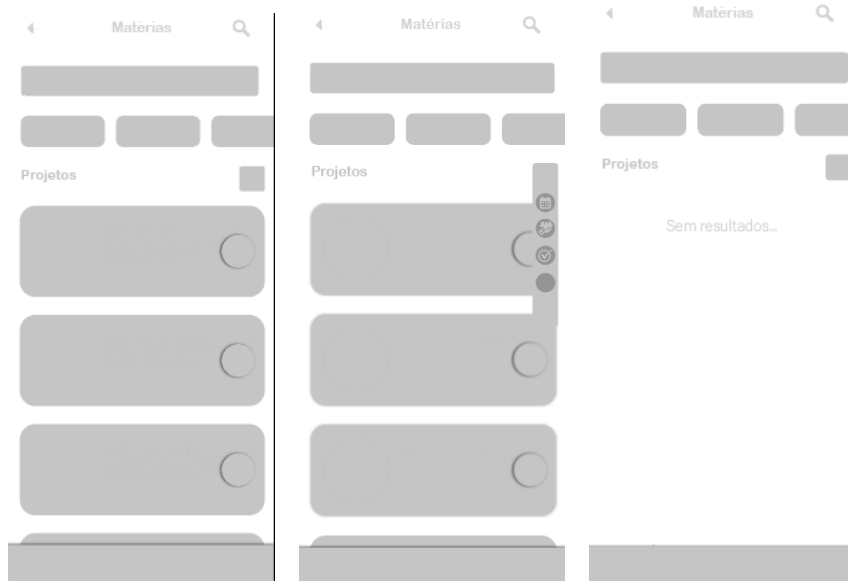 Matérias
Projetos
Matérias
Projetos
Matérias
Projetos
Sem resultados...